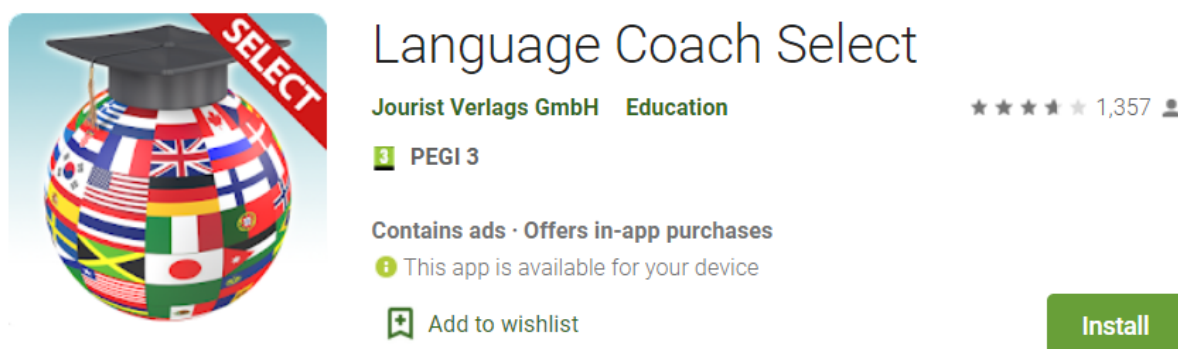 SELECT
Language Coach Select
Jourist Verlags GmbH Education
1,357
3 PEGI 3
Contains ads · Offers in-app purchases
This app is available for your device
Add to wishlist
Install